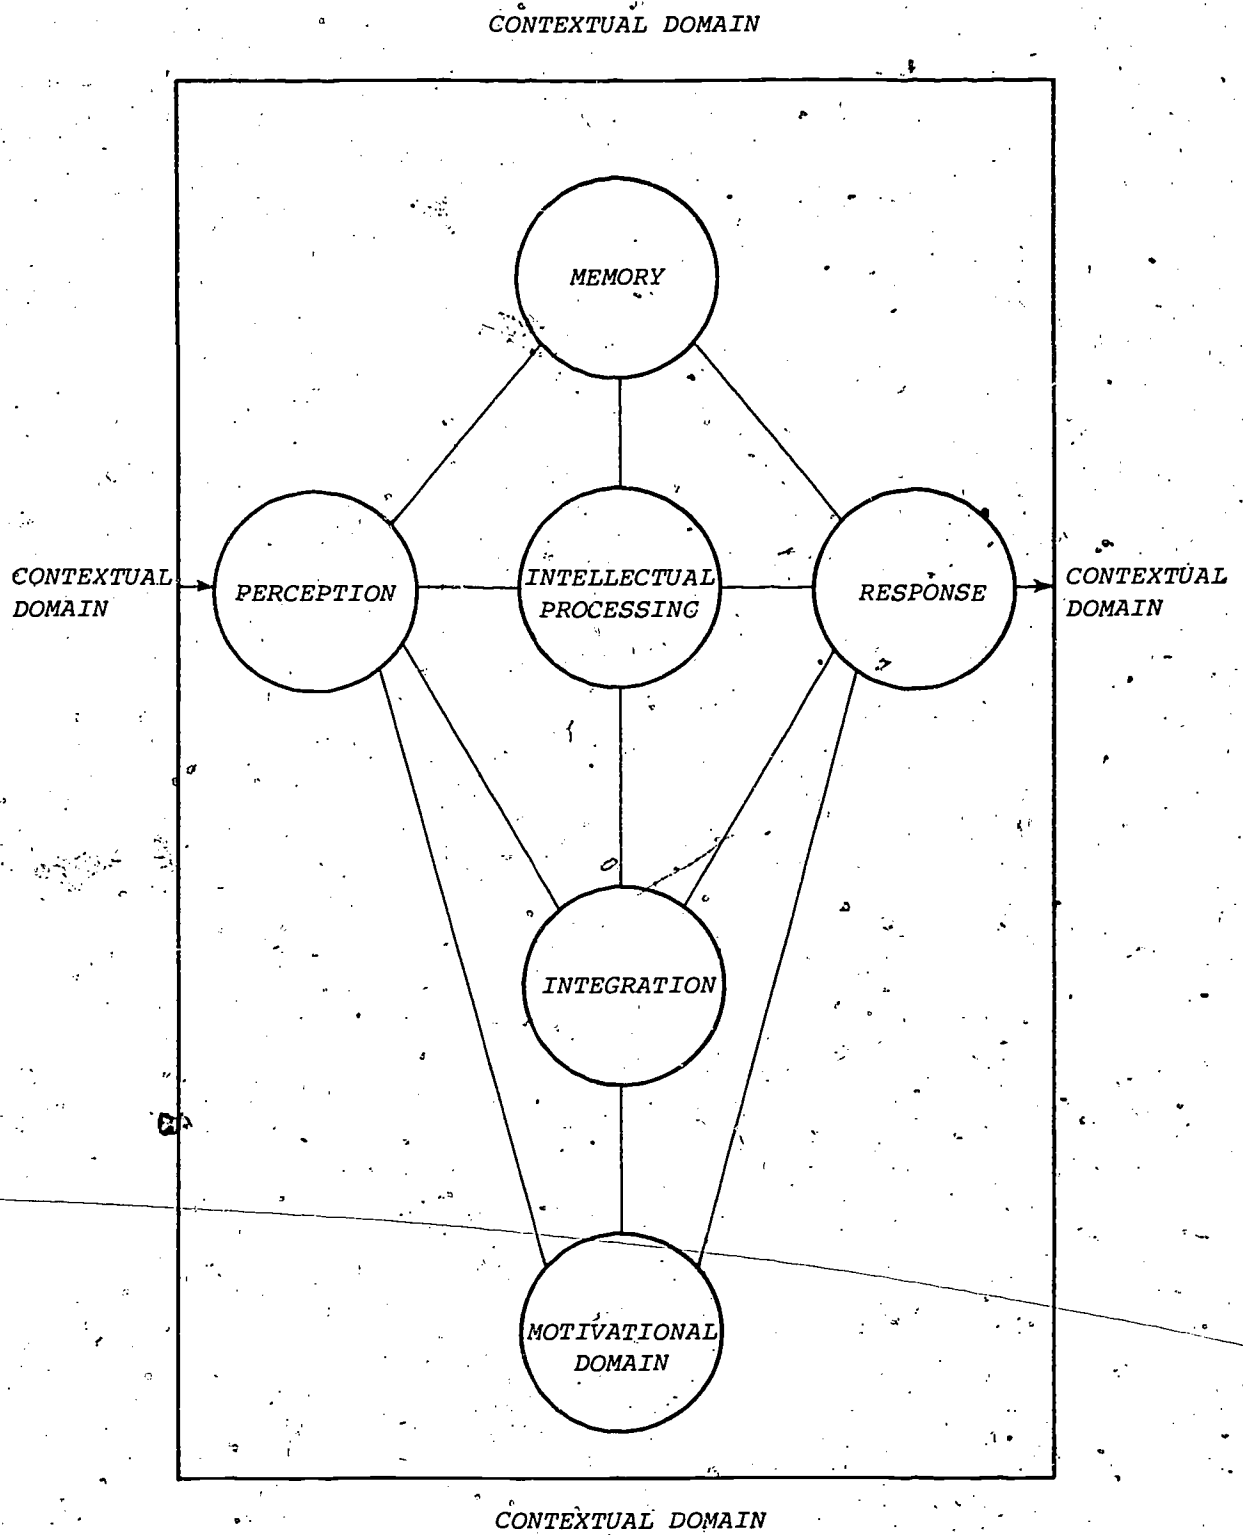 CONTEXTUAL DOMAIN
MEMORY
CONTEXTUAL
DOMAIN
PERCEPTION
INTELLECTUAL
PROCESSING
RESPONSE
CONTEXTUAL
DOMAIN
INTEGRATION
MOTIVATIONAL
DOMAIN
CONTEXTUAL DOMAIN